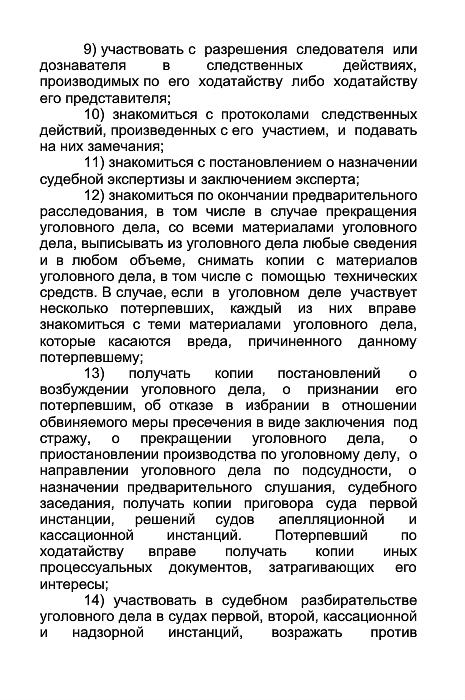 9) участвовать с разрешения следователя или
дознавателя в следственных действиях,
производимых по его ходатайству либо ходатайству
его представителя;
10) знакомиться с протоколами следственных
действий, произведенных с его участием, и подавать
на них замечания;
11) знакомиться с постановлением о назначении
судебной экспертизы и заключением эксперта;
12) знакомиться по окончании предварительного
расследования, в том числе в случае прекращения
уголовного дела, со всеми материалами уголовного
дела, выписывать из уголовного дела любые сведения
и в любом объеме, снимать копии с материалов
уголовного дела, в том числе с помощью технических
средств. В случае, если в уголовном деле участвует
несколько потерпевших, каждый из них вправе
знакомиться с теми материалами уголовного дела,
которые касаются вреда, причиненного данному
потерпевшему;
13) получать копии постановлений о
возбуждении уголовного дела, о признании его
потерпевшим, об отказе в избрании в отношении
обвиняемого меры пресечения в виде заключения под
стражу, о прекращении уголовного дела, о
приостановлении производства по уголовному делу, о
направлении уголовного дела по подсудности, о
назначении предварительного слушания, судебного
заседания, получать копии приговора суда первой
инстанции, решений судов апелляционной и
кассационной инстанций. Потерпевший по
ходатайству вправе получать копии иных
процессуальных документов, затрагивающих его
интересы;
14) участвовать в судебном разбирательстве
уголовного дела в судах первой, второй, кассационной
и надзорной инстанций, возражать против